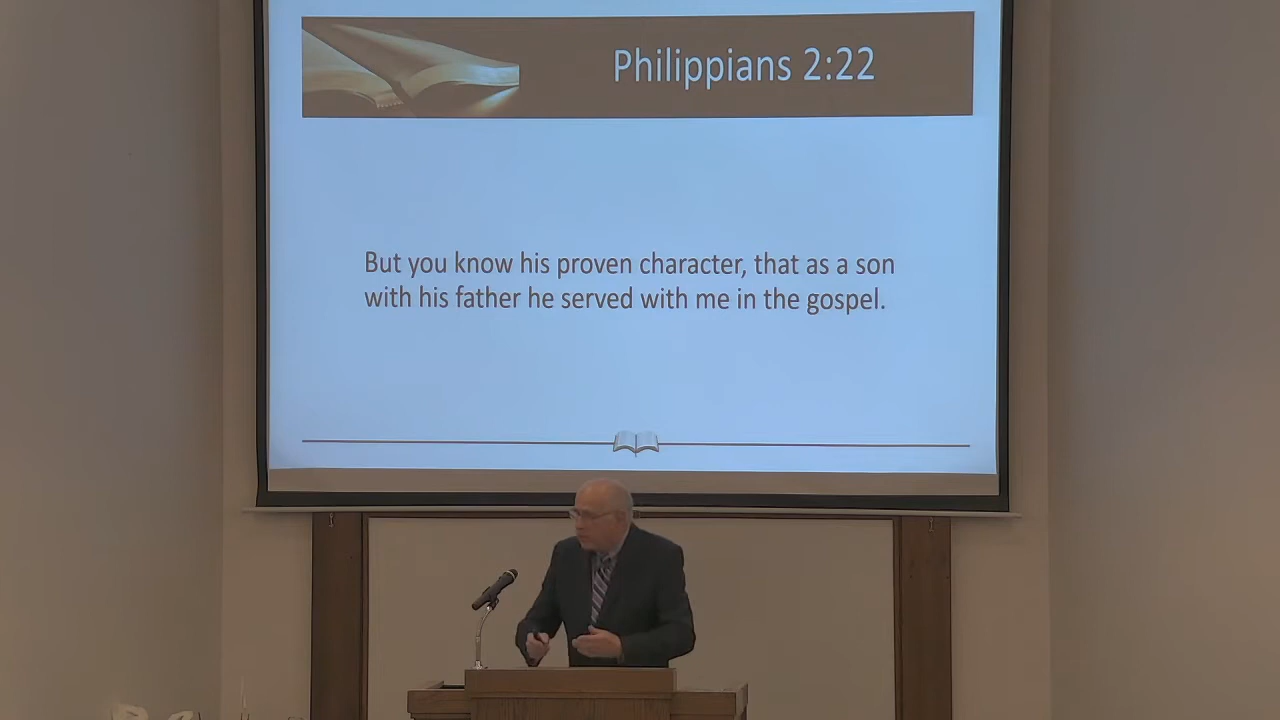 Philippians 2:22
But you know his proven character, that as a son
with his father he served with me in the gospel.